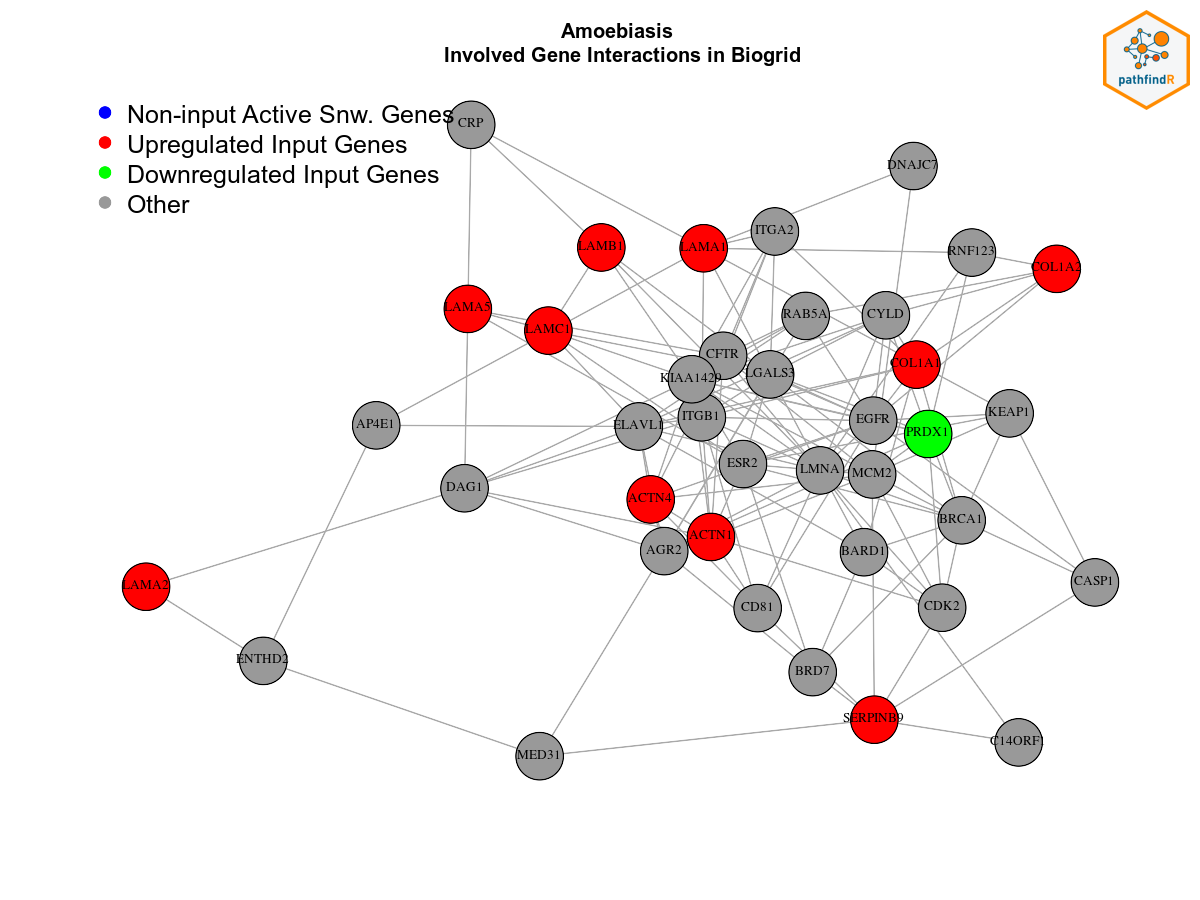 Amoebiasis
Involved Gene Interactions in Biogrid
pathfindR
Non-input Active Snw. Genes
Upregulated Input Genes
Downregulated Input Genes
Other
CRP
DNAJC7
ITGA2
LAMB1
LAMA1
RNF123
COL1A2
LAMA5
LAMC1
RAB5A
CYLD
CFTR
COL1A1
KIAA1429
LGALS3
AP4E1
ELAVL1
ITGB1
EGFR
PRDX1
KEAP1
DAG1
ESR2
LMNA
MCM2
ACTN4
BRCA1
ACTN1
AGR2
BARD1
LAMA2
CASP1
CD81
CDK2
ENTHD2
BRD7
SERPINB9
MED31
C14ORF1